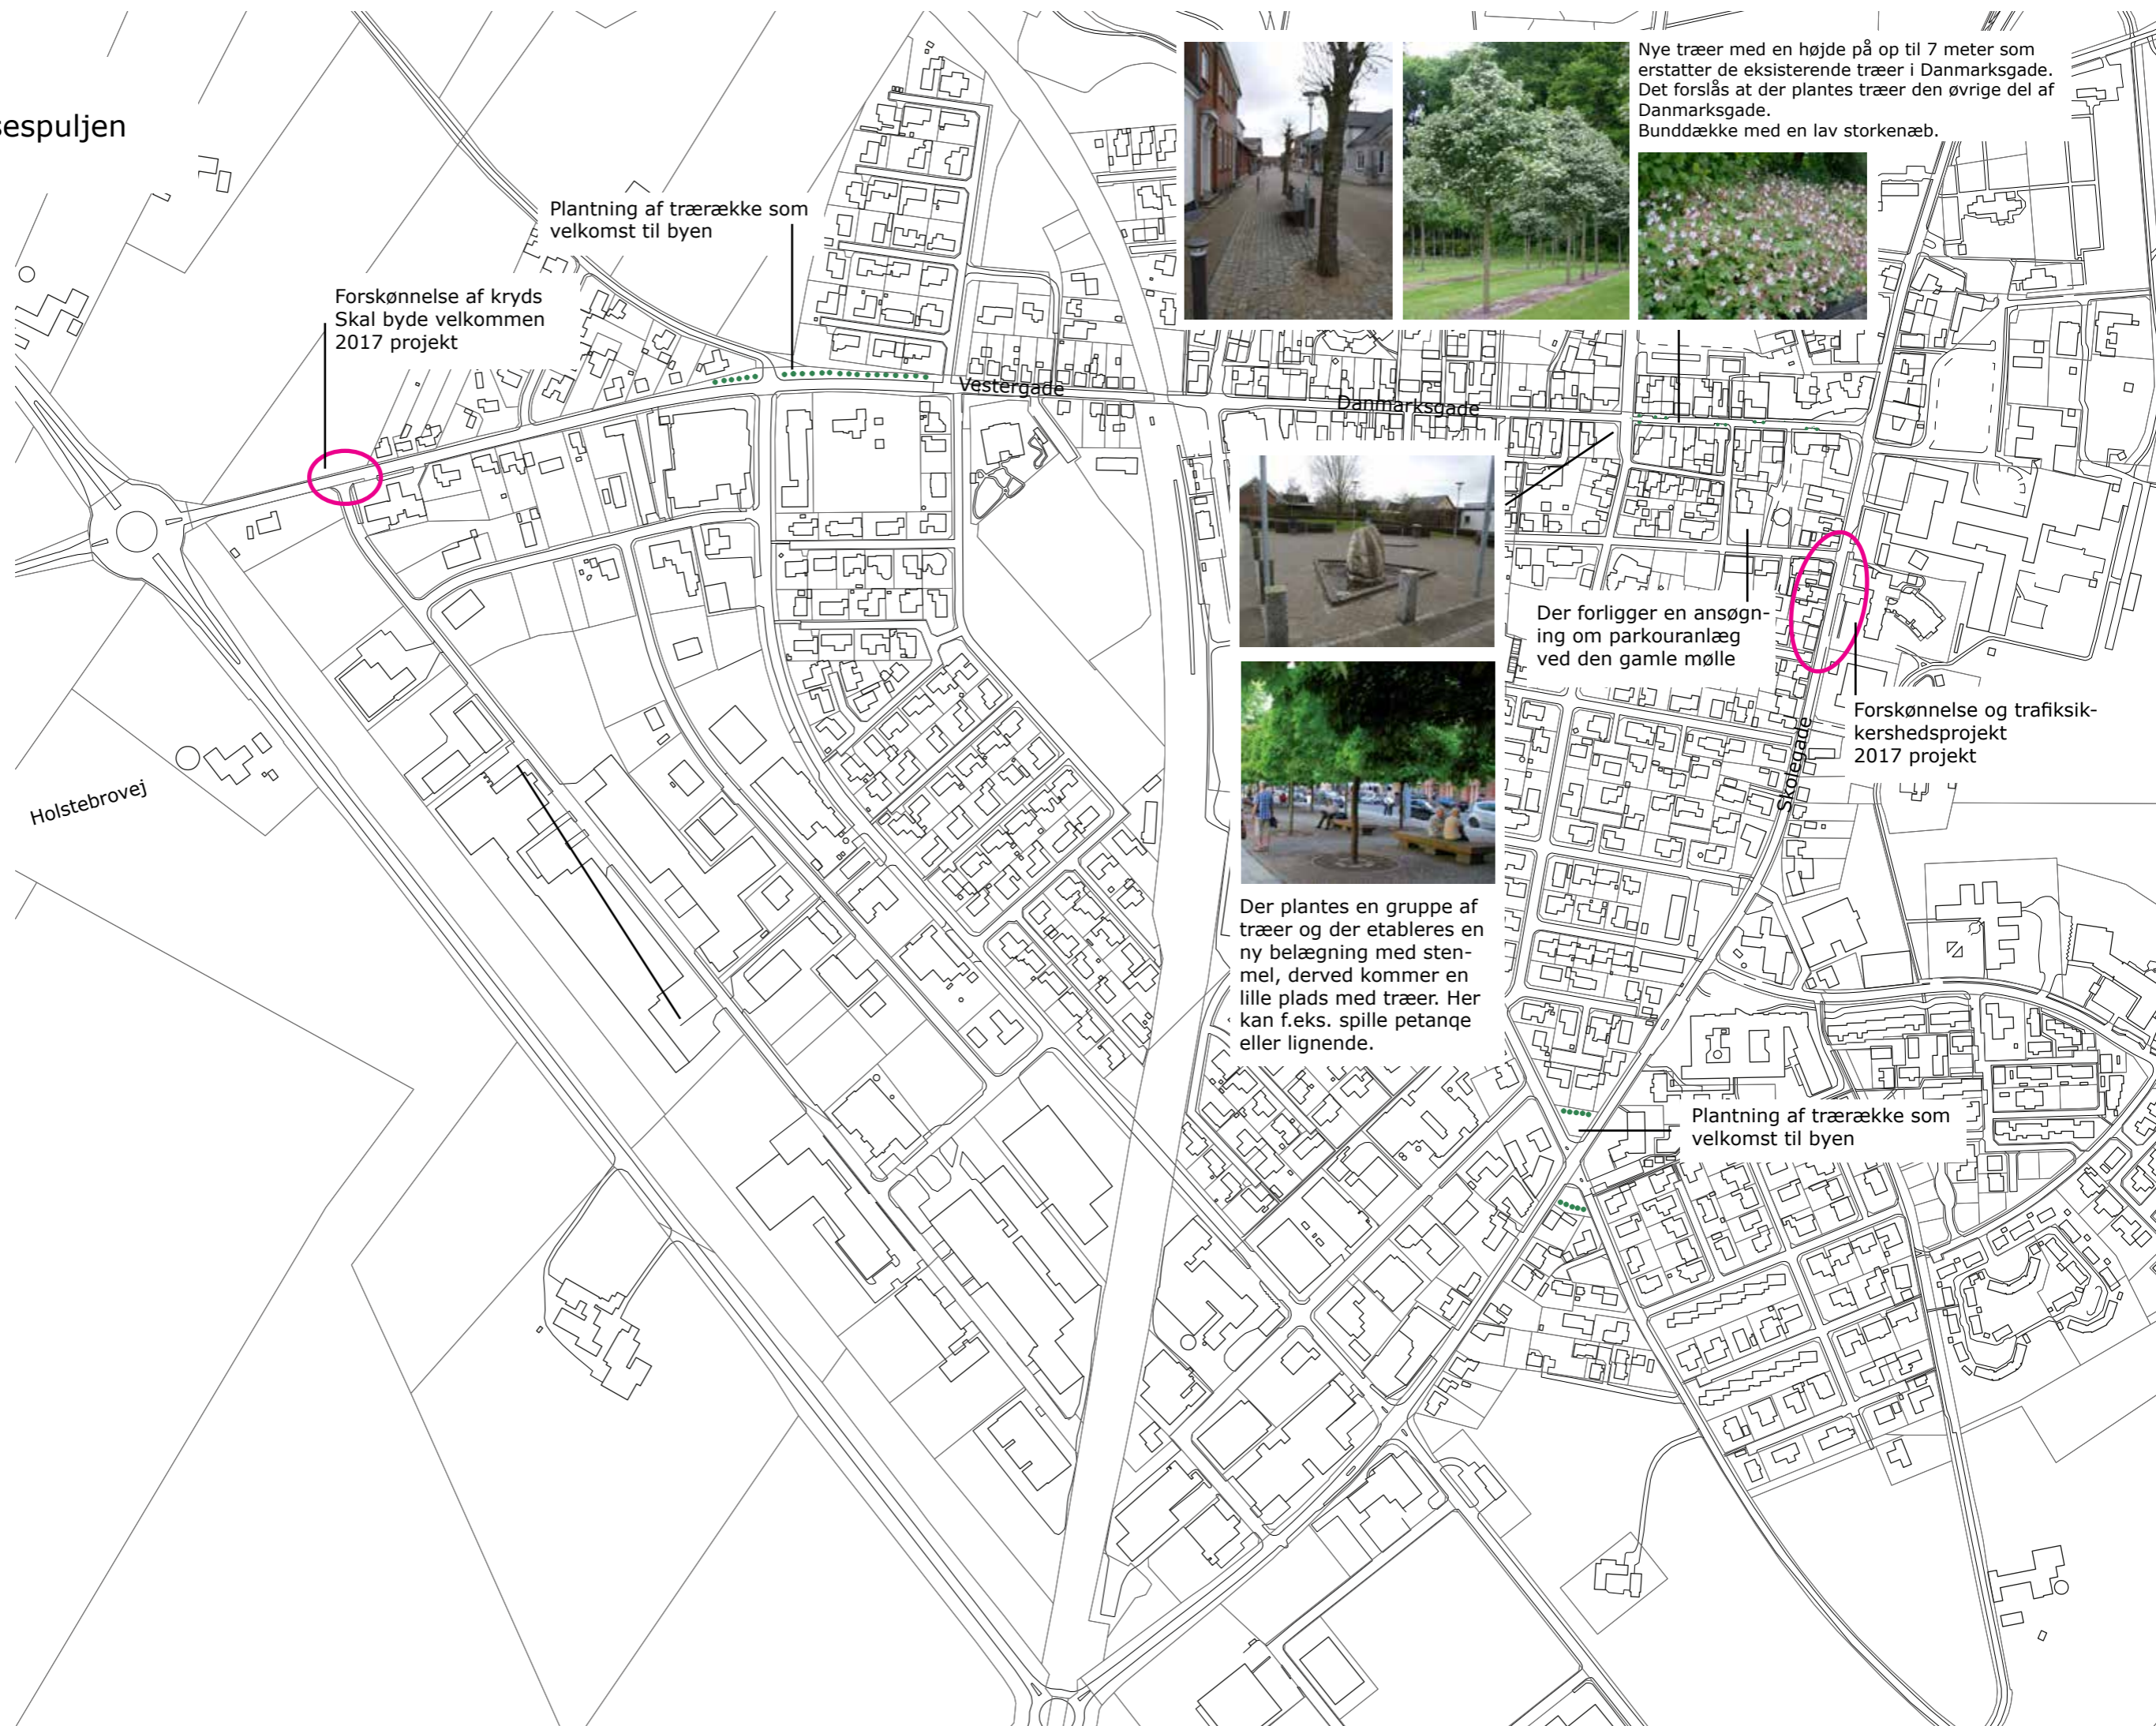 Nye træer med en højde på op til 7 meter som
erstatter de eksisterende træer i Danmarksgade.
Det forslås at der plantes træer den øvrige del af
Danmarksgade.
Bunddække med en lav storkenæb.
sespuljen
Plantning af trærække som
velkomst til byen
Forskønnelse af kryds
Skal byde velkommen
2017 projekt
Vestergade
Danmarksgade
Der forligger en ansøgn-
ing om parkouranlæg
ved den gamle mølle
Forskønnelse og trafiksik-
kershedsprojekt
2017 projekt
Skolegade
Holstebrovej
Der plantes en gruppe af
træer og der etableres en
ny belægning med sten-
mel, derved kommer en
lille plads med træer. Her
kan f.eks. spille petanqe
eller lignende.
Plantning af trærække som
velkomst til byen